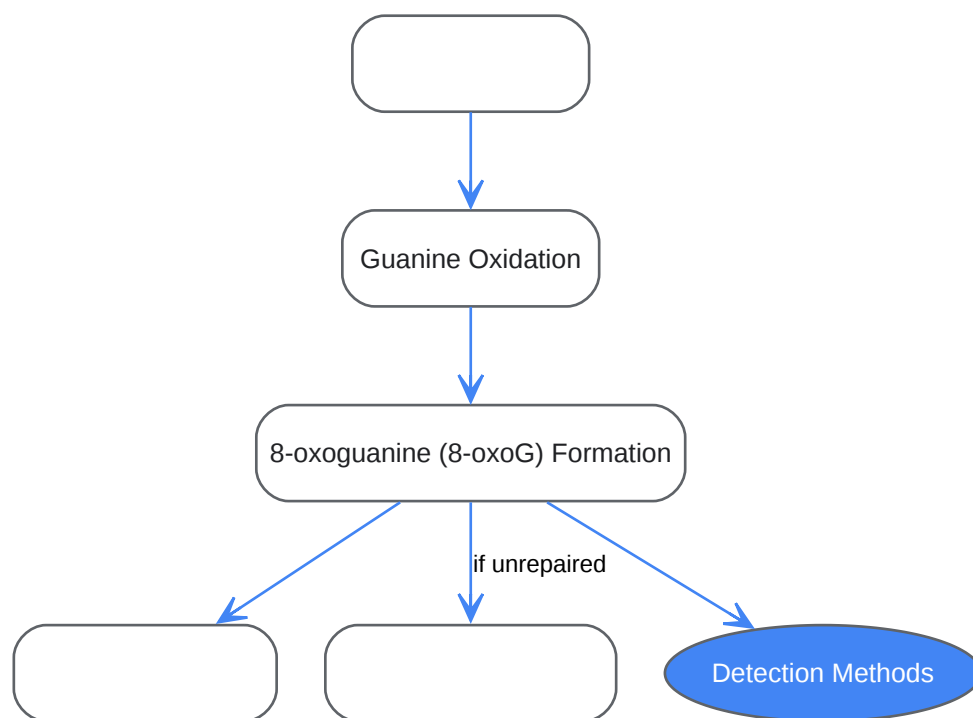 Guanine Oxidation
8-oxoguanine (8-oxoG) Formation
if unrepaired
Detection Methods